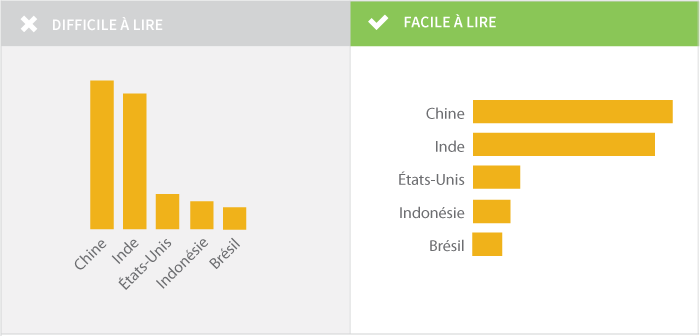 DIFFICILE À LIRE
Chine
Inde
États-Unis
Indonésie
Brésil
FACILE À LIRE
Chine
Inde
États-Unis
Indonésie
Brésil